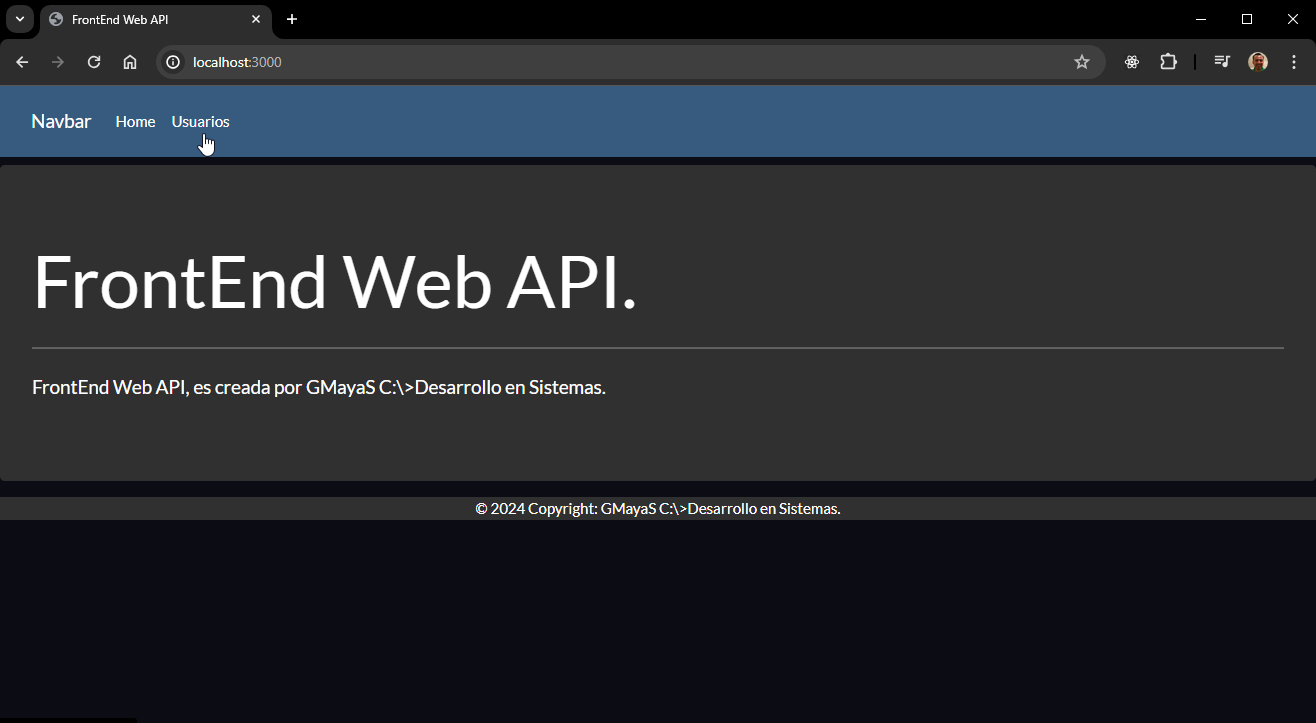 FrontEnd Web API
localhost:3000
Navbar Home Usuarios
FrontEnd Web API.
FrontEnd Web API, es creada por GMayaS C:\>Desarrollo en Sistemas.
© 2024 Copyright: GMayaS C:\>Desarrollo en Sistemas.